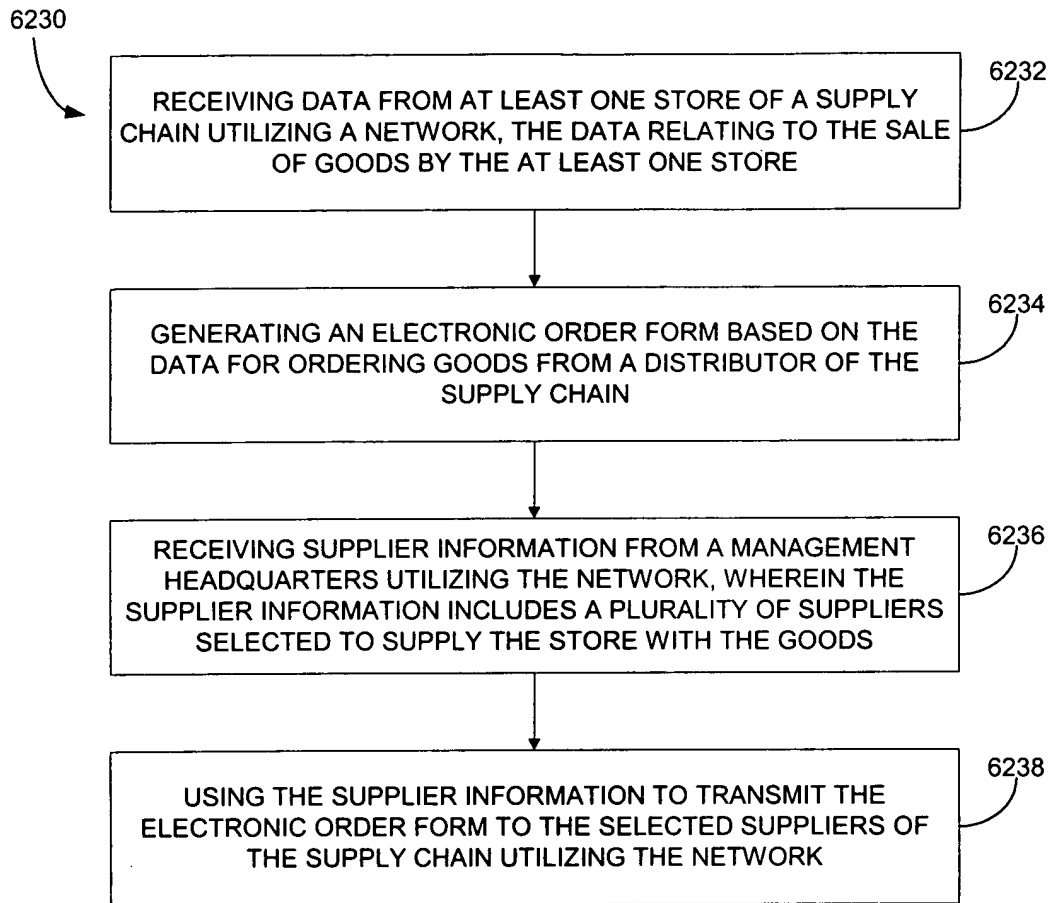 6230
6232
RECEIVING DATA FROM AT LEAST ONE STORE OF A SUPPLY
CHAIN UTILIZING A NETWORK, THE DATA RELATING TO THE SALE
OF GOODS BY THE AT LEAST ONE STORE
6234
GENERATING AN ELECTRONIC ORDER FORM BASED ON THE
DATA FOR ORDERING GOODS FROM A DISTRIBUTOR OF THE
SUPPLY CHAIN
6236
RECEIVING SUPPLIER INFORMATION FROM A MANAGEMENT
HEADQUARTERS UTILIZING THE NETWORK, WHEREIN THE
SUPPLIER INFORMATION INCLUDES A PLURALITY OF SUPPLIERS
SELECTED TO SUPPLY THE STORE WITH THE GOODS
6238
USING THE SUPPLIER INFORMATION TO TRANSMIT THE
ELECTRONIC ORDER FORM TO THE SELECTED SUPPLIERS OF
THE SUPPLY CHAIN UTILIZING THE NETWORK